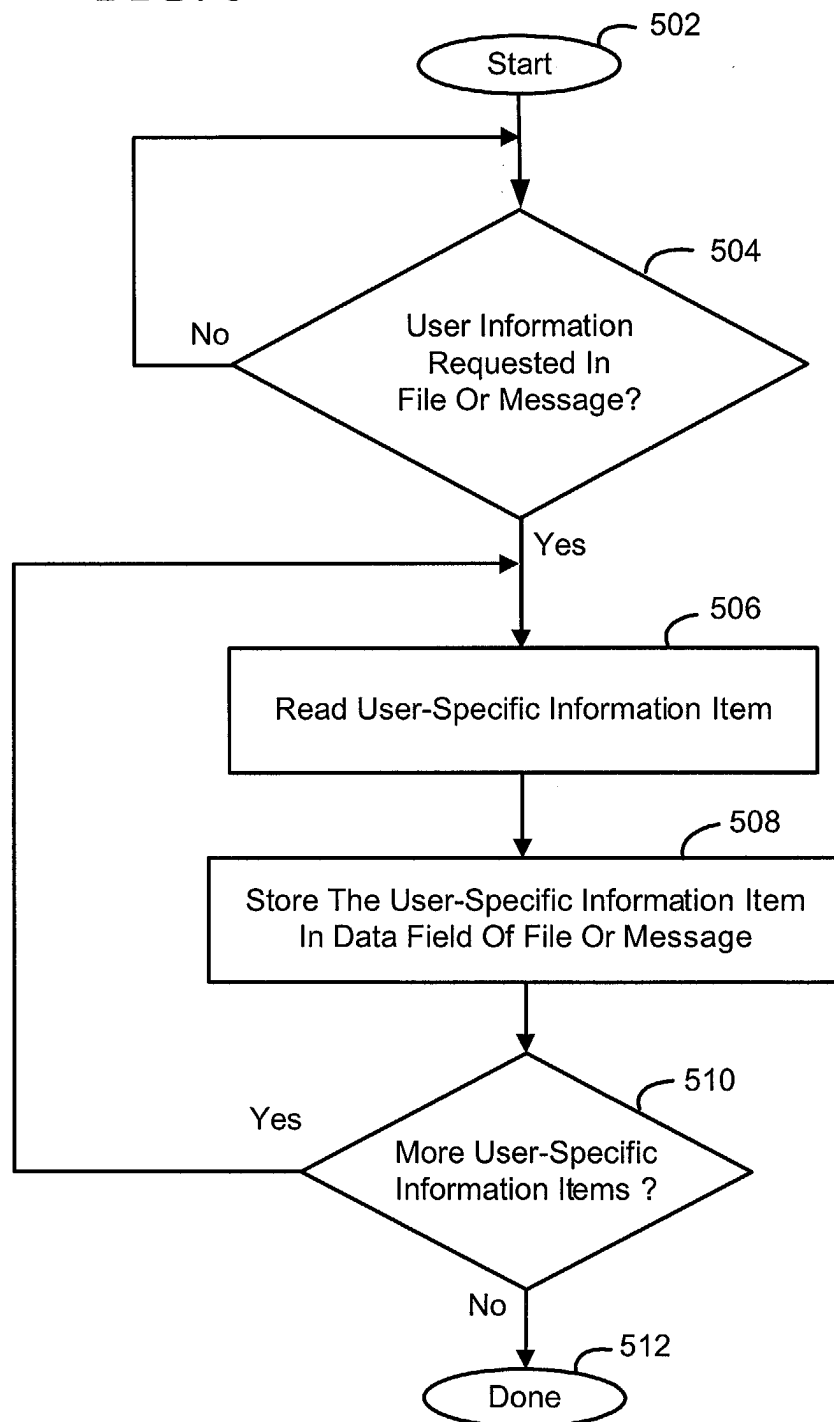 502
Start
504
No
User Information
Requested In
File Or Message?
Yes
506
Read User-Specific Information Item
508
Store The User-Specific Information Item
In Data Field Of File Or Message
510
Yes
More User-Specific
Information Items ?
No
512
Done